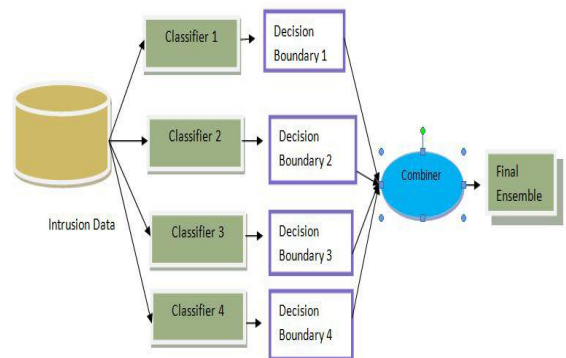 Classifier 1
Decision
Boundary 1
Classifier 2
Decision
Boundary 2
Combiner
Final
Ensemble
Intrusion Data
Classifier 3
Decision
Boundary 3
Classifier 4
Decision
Boundary 4